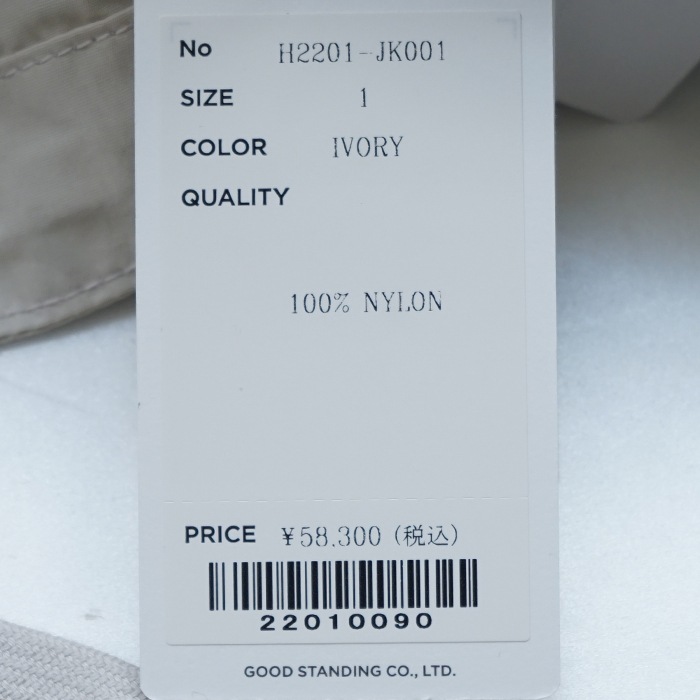 No H2201-JK001
SIZE 1
COLOR IVORY
QUALITY
100% NYLON
PRICE ¥58,300 (税込)
22010090
GOOD STANDING CO., LTD.